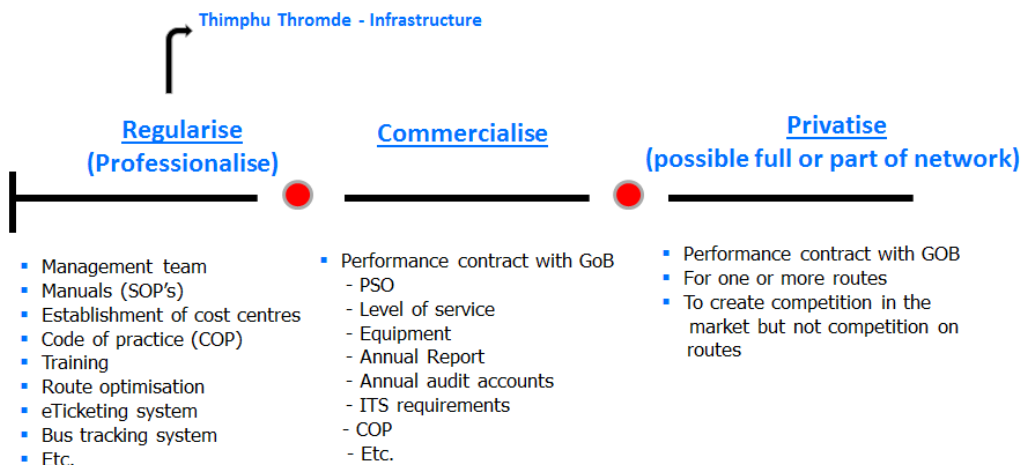 Thimphu Thromde - Infrastructure
Regularise
(Professionalise)
Commercialise
Privatise
(possible full or part of network)
▪ Management team
▪ Manuals (SOP's)
▪ Establishment of cost centres
▪ Code of practice (COP)
▪ Training
▪ Route optimisation
▪ eTicketing system
▪ Bus tracking system
▪ Etc.
▪ Performance contract with GoB
- PSO
- Level of service
- Equipment
- Annual Report
- Annual audit accounts
- ITS requirements
- COP
- Etc.
▪ Performance contract with GOB
▪ For one or more routes
▪ To create competition in the
market but not competition on
routes